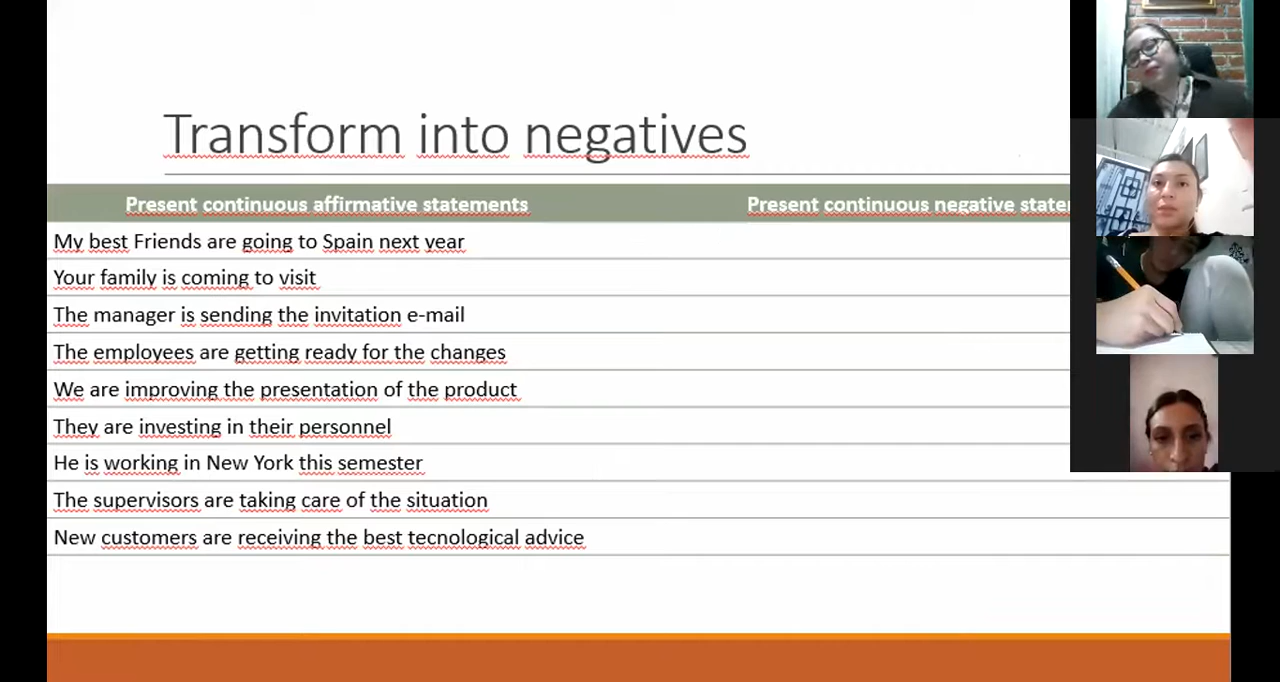 Transform into negatives
Present continuous affirmative statements
Present continuous negative
My best Friends are going to Spain next year
Your family is coming to visit
The manager is sending the invitation e-mail
The employees are getting ready for the changes
We are improving the presentation of the product
They are investing in their personnel
He is working in New York this semester
The supervisors are taking care of the situation
New customers are receiving the best tecnological advice